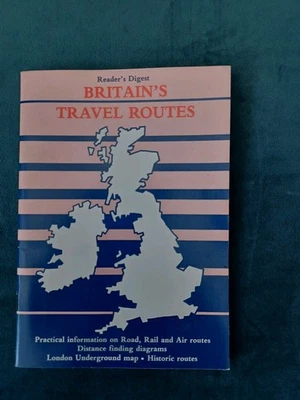 Reader's Digest
BRITAIN'S
TRAVEL ROUTES
Practical information on Road, Rail and Air routes
Distance finding diagrams
London Underground map • Historic routes